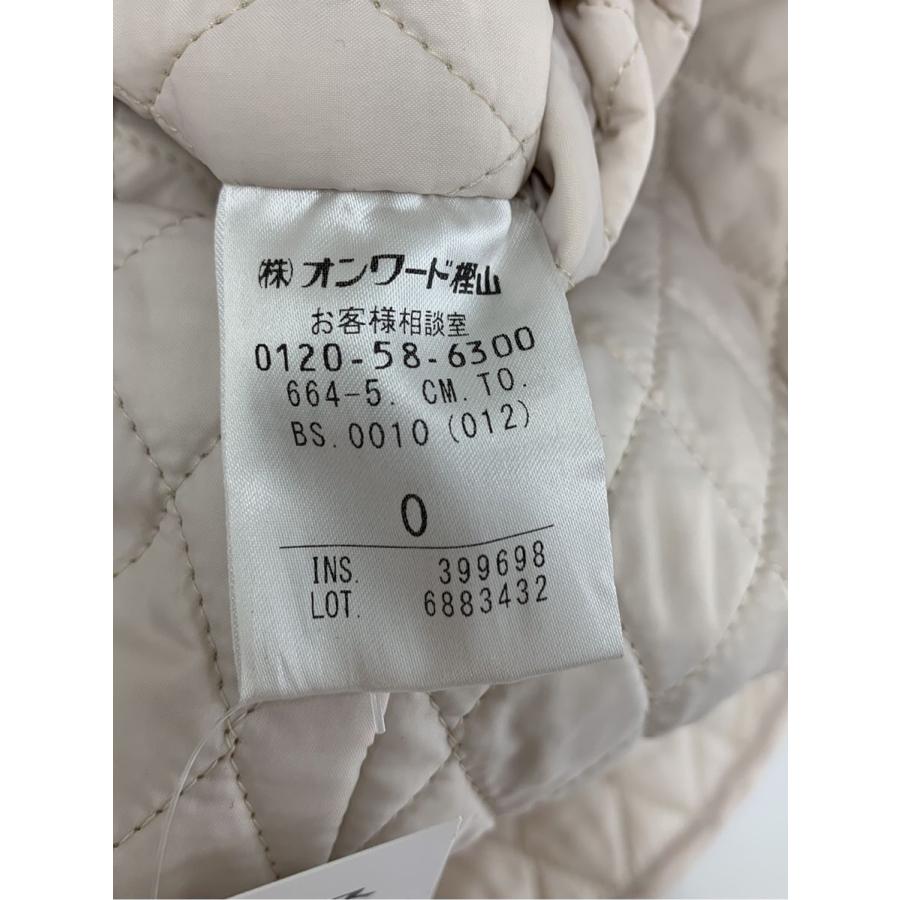 (株)オンワード樫山
お客様相談室
0120-58-6300
664-5. CM.TO.
BS.0010(012)
0
INS. 399698
LOT. 6883432